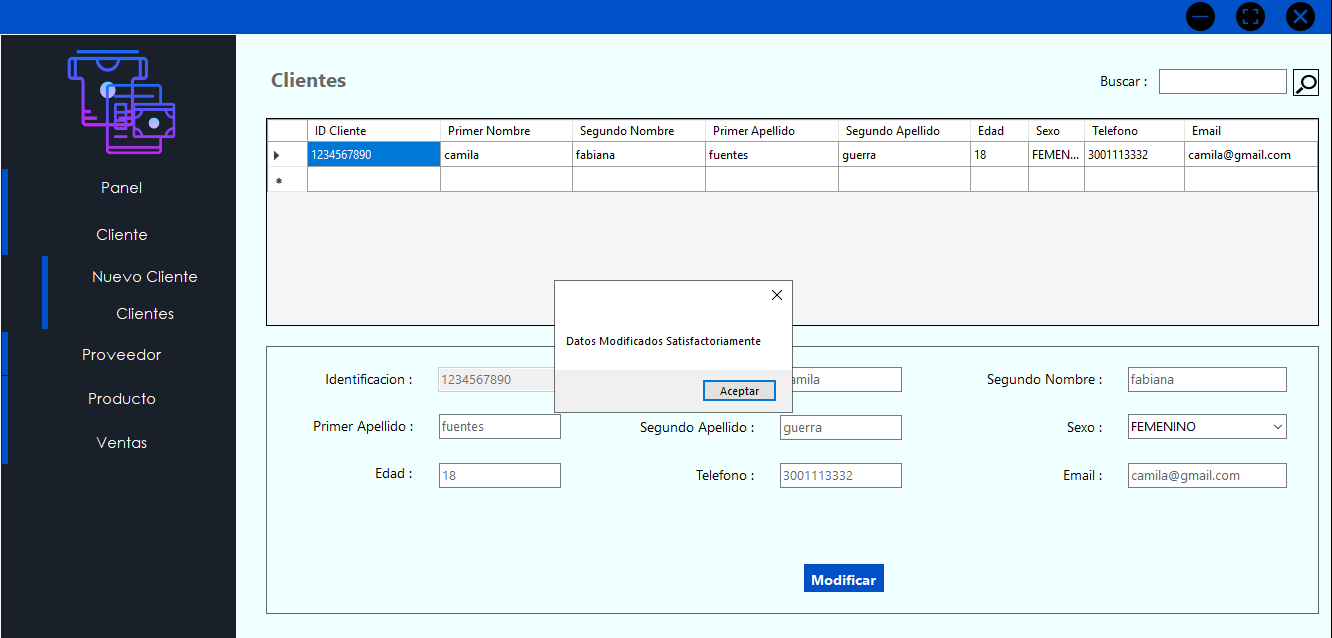 Clientes
Buscar :
ID Cliente Primer Nombre Segundo Nombre Primer Apellido Segundo Apellido Edad Sexo Telefono Email
1234567890 camila fabiana fuentes guerra 18 FEMEN... 3001113332 camila@gmail.com
Panel
Cliente
Nuevo Cliente
Clientes
Proveedor
Producto
Ventas
Datos Modificados Satisfactoriamente
Aceptar
Identificacion : 1234567890 amila Segundo Nombre : fabiana
Primer Apellido : fuentes Segundo Apellido : guerra Sexo : FEMENINO
Edad : 18 Telefono : 3001113332 Email : camila@gmail.com
Modificar